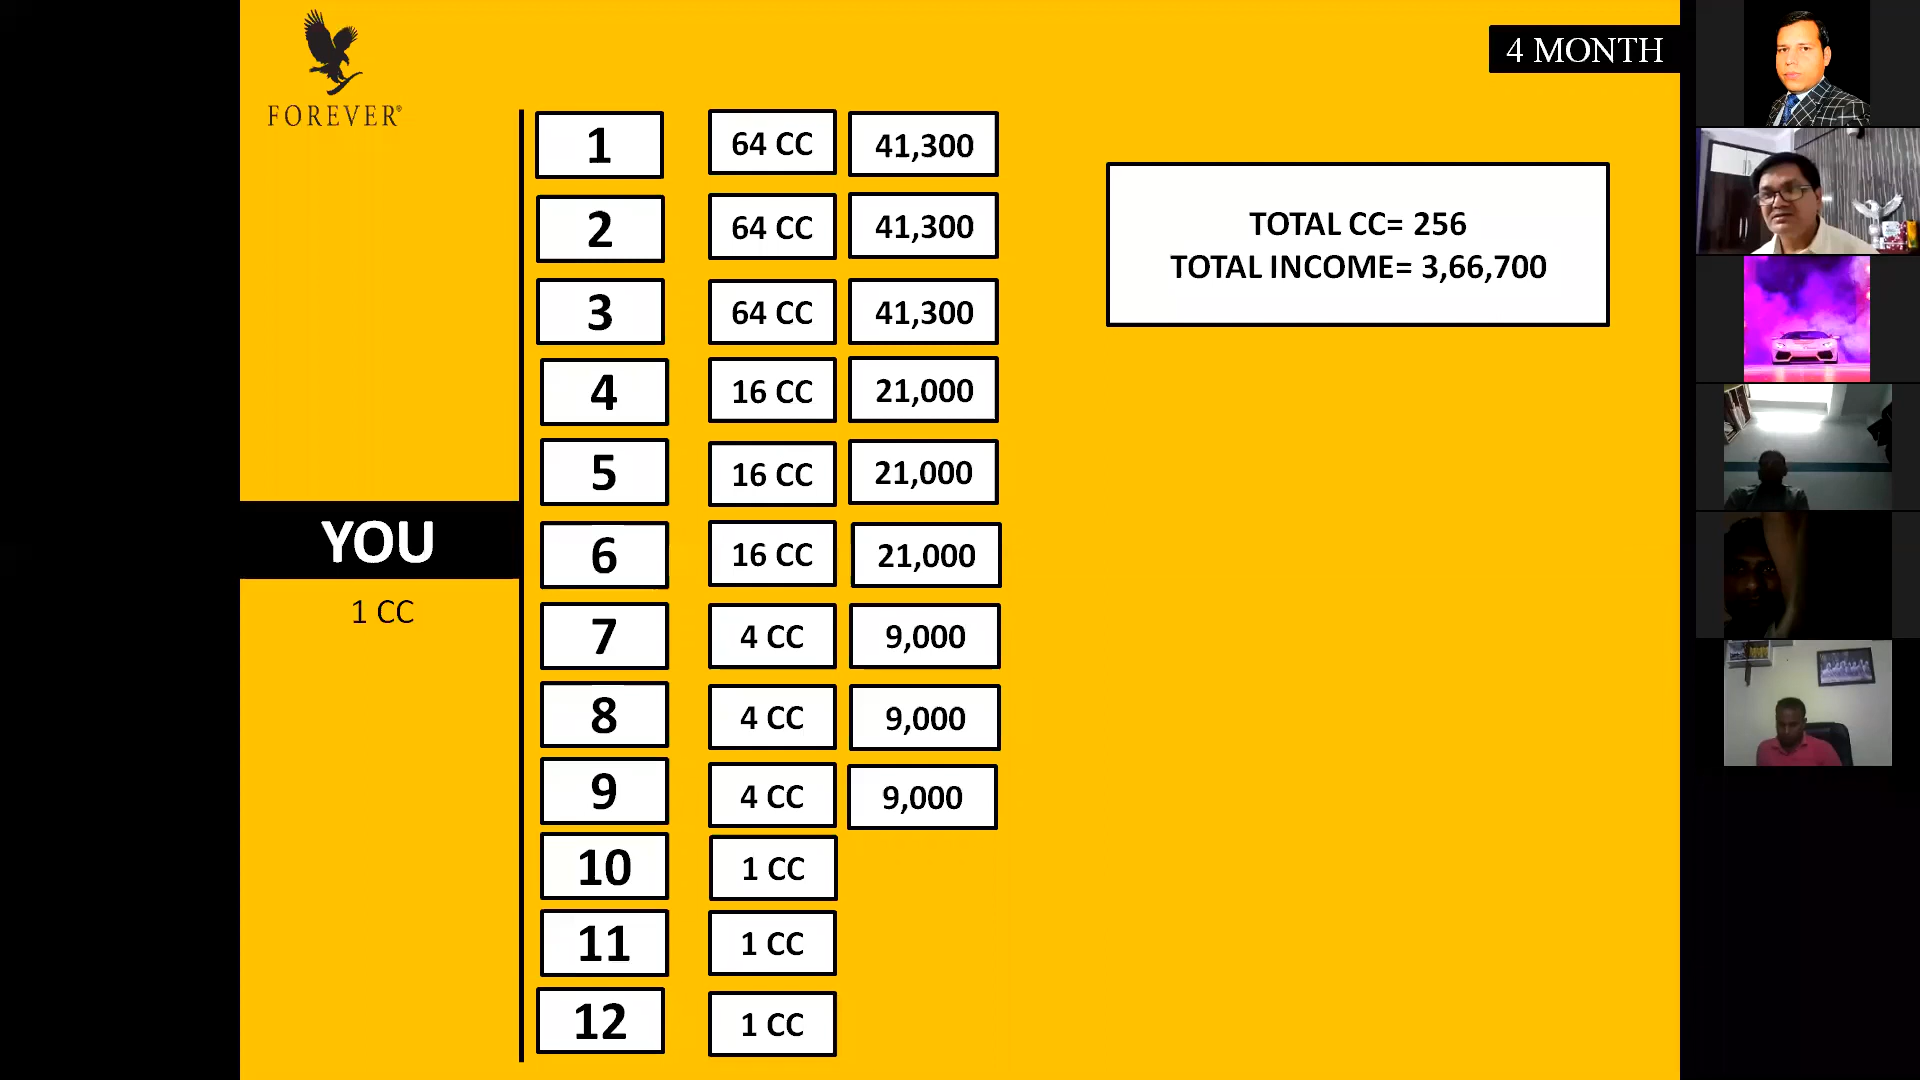 FOREVER®
4 MONTH
1 64 CC 41,300
2 64 CC 41,300
3 64 CC 41,300
4 16 CC 21,000
5 16 CC 21,000
6 16 CC 21,000
7 4 CC 9,000
8 4 CC 9,000
9 4 CC 9,000
10 1 CC
11 1 CC
12 1 CC
YOU
1 CC
TOTAL CC= 256
TOTAL INCOME= 3,66,700